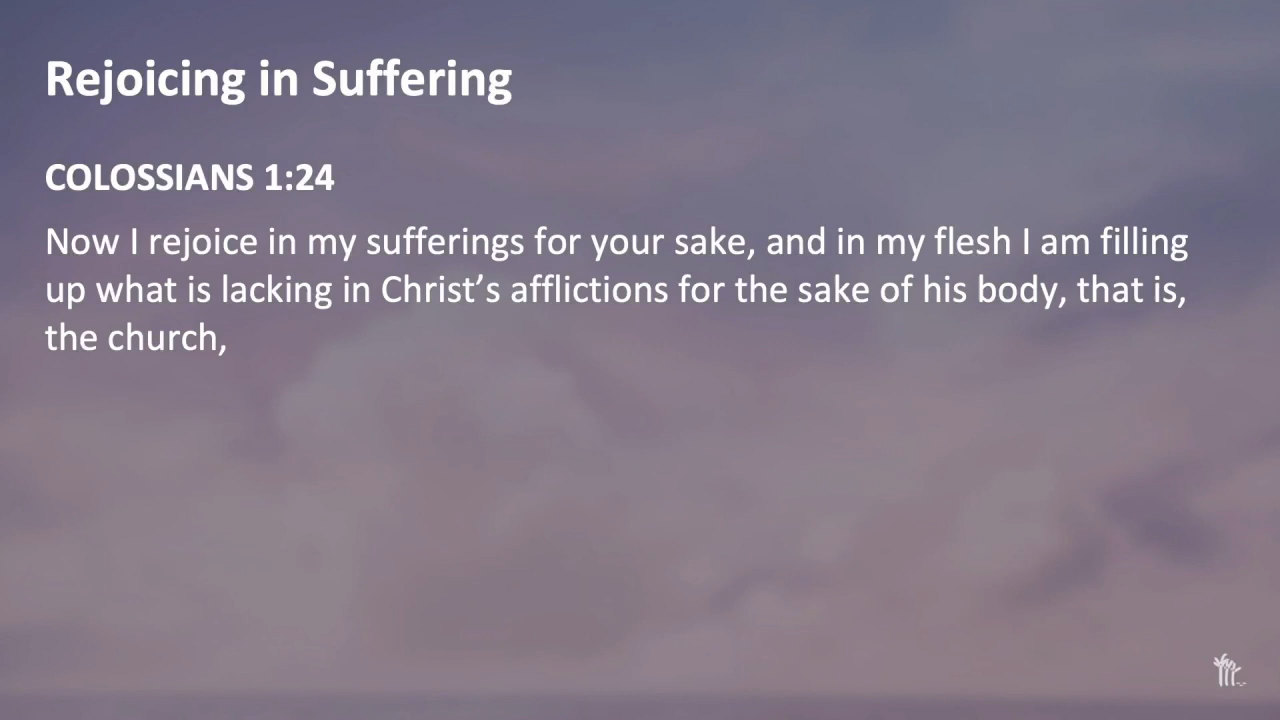 Rejoicing in Suffering
COLOSSIANS 1:24
Now I rejoice in my sufferings for your sake, and in my flesh I am filling
up what is lacking in Christ’s afflictions for the sake of his body, that is,
the church,